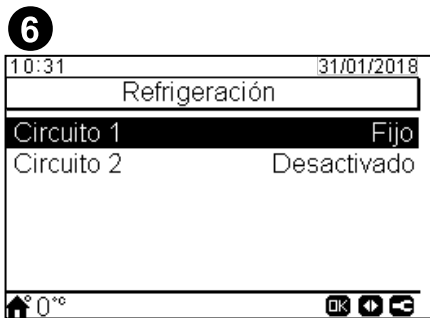 6
10:31 31/01/2018
Refrigeración
Circuito 1 Fijo
Circuito 2 Desactivado
0°c OK